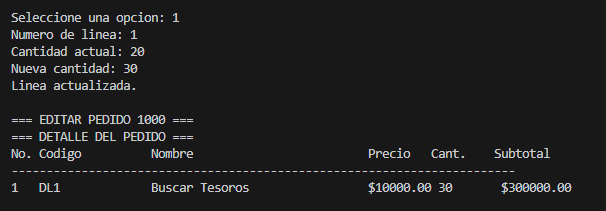 Seleccione una opcion: 1
Numero de linea: 1
Cantidad actual: 20
Nueva cantidad: 30
Linea actualizada.

=== EDITAR PEDIDO 1000 ===
=== DETALLE DEL PEDIDO ===
No. Codigo          Nombre                         Precio   Cant.    Subtotal
------------------------------------------------------------------------
1   DL1             Buscar Tesoros                 $10000.00 30       $300000.00